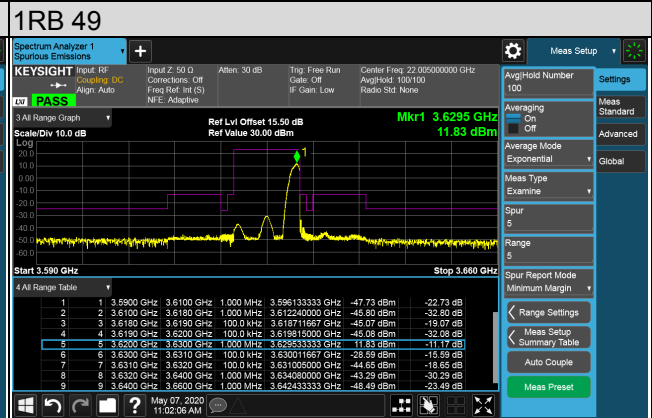 1RB 49
Spectrum Analyzer 1
Spurious Emissions
+
Meas Setup
KEYSIGHT
Input: RF
Coupling: DC
Align: Auto
Input Z: 50 Ω
Corrections: Off
Freq Ref: Int (S)
NFE: Adaptive
Atten: 30 dB
Trig: Free Run
Gate: Off
IF Gain: Low
Center Freq: 22.005000000 GHz
Avg|Hold: 100/100
Radio Std: None
LXI
PASS
3 All Range Graph
Scale/Div 10.0 dB
Ref Lvl Offset 15.50 dB
Ref Value 30.00 dBm
Mkr1 3.6295 GHz
11.83 dBm
Log
20.0
10.0
0.00
-10.0
-20.0
-30.0
-40.0
-50.0
-60.0
1
Start 3.590 GHz
Stop 3.660 GHz
4 All Range Table
1 1 3.5900 GHz 3.6100 GHz 1.000 MHz 3.596133333 GHz -47.73 dBm -22.73 dB
2 2 3.6100 GHz 3.6180 GHz 1.000 MHz 3.612240000 GHz -45.80 dBm -32.80 dB
3 3 3.6180 GHz 3.6190 GHz 100.0 kHz 3.618711667 GHz -45.07 dBm -19.07 dB
4 4 3.6190 GHz 3.6200 GHz 100.0 kHz 3.619815000 GHz -45.08 dBm -32.08 dB
5 5 3.6200 GHz 3.6300 GHz 1.000 MHz 3.629533333 GHz 11.83 dBm -11.17 dB
6 6 3.6300 GHz 3.6310 GHz 100.0 kHz 3.630011667 GHz -28.59 dBm -15.59 dB
7 7 3.6310 GHz 3.6320 GHz 100.0 kHz 3.631005000 GHz -44.65 dBm -18.65 dB
8 8 3.6320 GHz 3.6400 GHz 1.000 MHz 3.634080000 GHz -43.29 dBm -30.29 dB
9 9 3.6400 GHz 3.6600 GHz 1.000 MHz 3.642433333 GHz -48.49 dBm -23.49 dB
May 07, 2020
11:02:06 AM
?
Avg|Hold Number
100
Averaging
On
Off
Average Mode
Exponential
Meas Type
Examine
Spur
5
Range
5
Spur Report Mode
Minimum Margin
Range Settings
Meas Setup
Summary Table
Auto Couple
Meas Preset
Settings
Meas
Standard
Advanced
Global